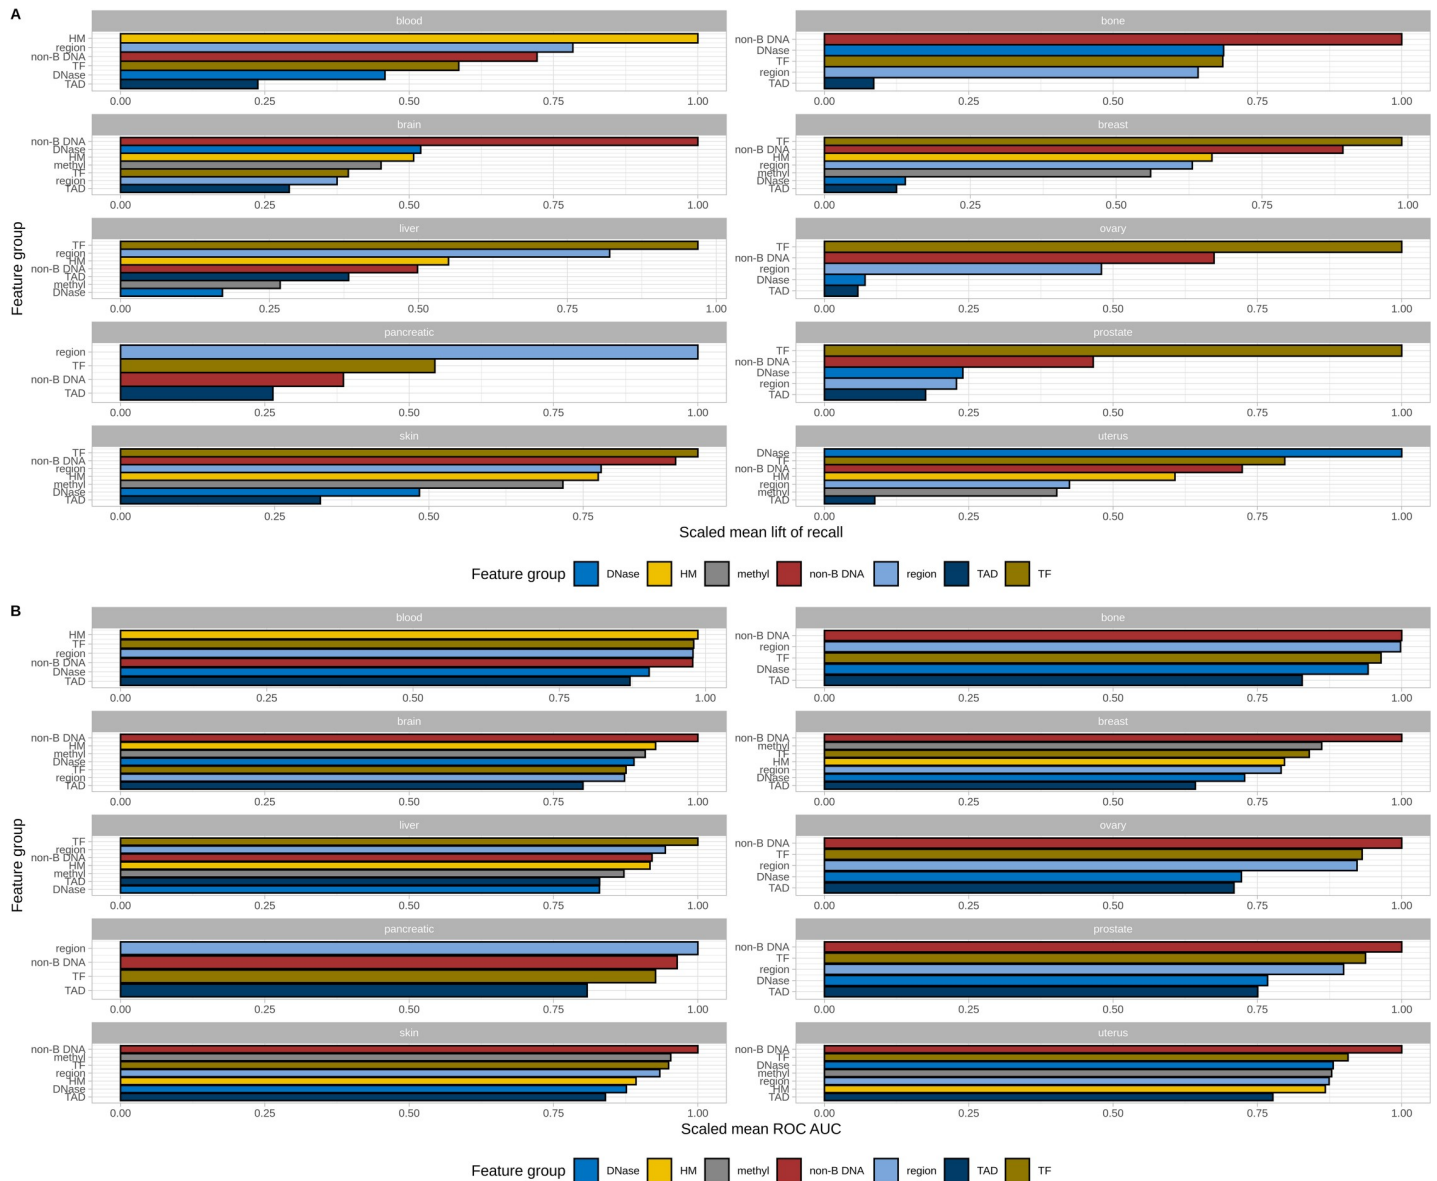 A
blood
HM
region
non-B DNA
TF
DNase
TAD
0.00 0.25 0.50 0.75 1.00
bone
non-B DNA
DNase
TF
region
TAD
0.00 0.25 0.50 0.75 1.00
brain
non-B DNA
DNase
HM
methyl
TF
region
TAD
0.00 0.25 0.50 0.75 1.00
breast
TF
non-B DNA
HM
region
methyl
DNase
TAD
0.00 0.25 0.50 0.75 1.00
Feature group
liver
TF
region
HM
non-B DNA
TAD
methyl
DNase
0.00 0.25 0.50 0.75 1.00
ovary
TF
non-B DNA
region
DNase
TAD
0.00 0.25 0.50 0.75 1.00
pancreatic
region
TF
non-B DNA
TAD
0.00 0.25 0.50 0.75 1.00
prostate
TF
non-B DNA
DNase
region
TAD
0.00 0.25 0.50 0.75 1.00
skin
TF
non-B DNA
region
HM
methyl
DNase
TAD
0.00 0.25 0.50 0.75
uterus
DNase
TF
non-B DNA
HM
region
methyl
TAD
0.00 0.25 0.50 0.75 1.00
Scaled mean lift of recall
Feature group DNase HM methyl non-B DNA region TAD TF
B
blood
HM
TF
region
non-B DNA
DNase
TAD
0.00 0.25 0.50 0.75 1.00
bone
non-B DNA
region
TF
DNase
TAD
0.00 0.25 0.50 0.75 1.00
brain
non-B DNA
HM
methyl
DNase
TF
region
TAD
0.00 0.25 0.50 0.75 1.00
breast
non-B DNA
methyl
TF
HM
region
DNase
TAD
0.00 0.25 0.50 0.75 1.00
Feature group
liver
TF
region
non-B DNA
HM
methyl
TAD
DNase
0.00 0.25 0.50 0.75 1.00
ovary
non-B DNA
TF
region
DNase
TAD
0.00 0.25 0.50 0.75 1.00
pancreatic
region
non-B DNA
TF
TAD
0.00 0.25 0.50 0.75 1.00
prostate
non-B DNA
TF
region
DNase
TAD
0.00 0.25 0.50 0.75 1.00
skin
non-B DNA
methyl
TF
region
HM
DNase
TAD
0.00 0.25 0.50 0.75 1.00
uterus
non-B DNA
TF
DNase
methyl
region
HM
TAD
0.00 0.25 0.50 0.75 1.00
Scaled mean ROC AUC
Feature group DNase HM methyl non-B DNA region TAD TF